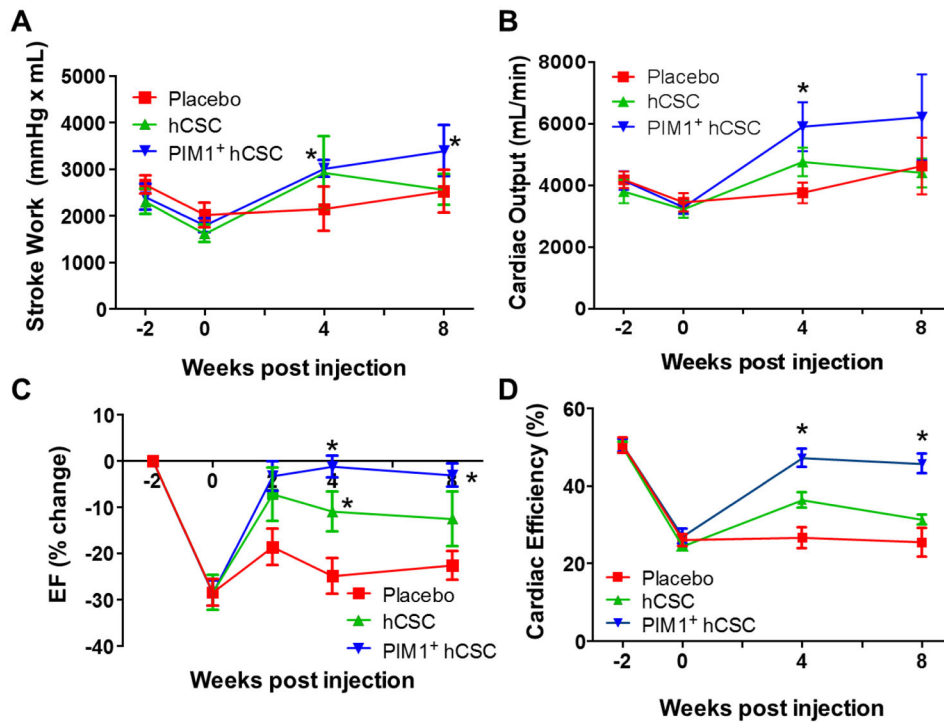 A
Stroke Work (mmHg x mL)
5000
4000
3000
2000
1000
0
Placebo
hCSC
PIM1+ hCSC
*
*
-2 0 4 8
Weeks post injection
B
Cardiac Output (mL/min)
8000
6000
4000
2000
0
Placebo
hCSC
PIM1+ hCSC
*
-2 0 4 8
Weeks post injection
C
EF (% change)
10
0
-10
-20
-30
-40
-2 0 4 8
*
*
*
Placebo
hCSC
PIM1+ hCSC
Weeks post injection
D
Cardiac Efficiency (%)
60
40
20
0
*
*
Placebo
hCSC
PIM1+ hCSC
-2 0 4 8
Weeks post injection